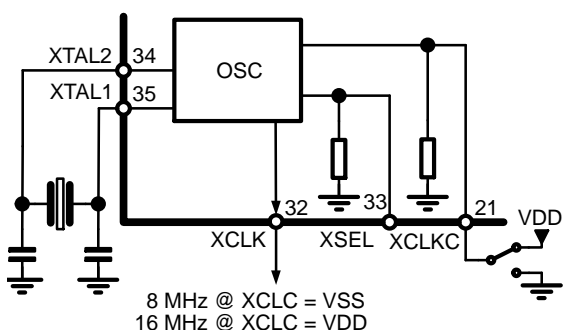 XTAL2 34
OSC
XTAL1 35
32
33
21
VDD
XCLK
XSEL
XCLKC
8 MHz @ XCLC = VSS
16 MHz @ XCLC = VDD